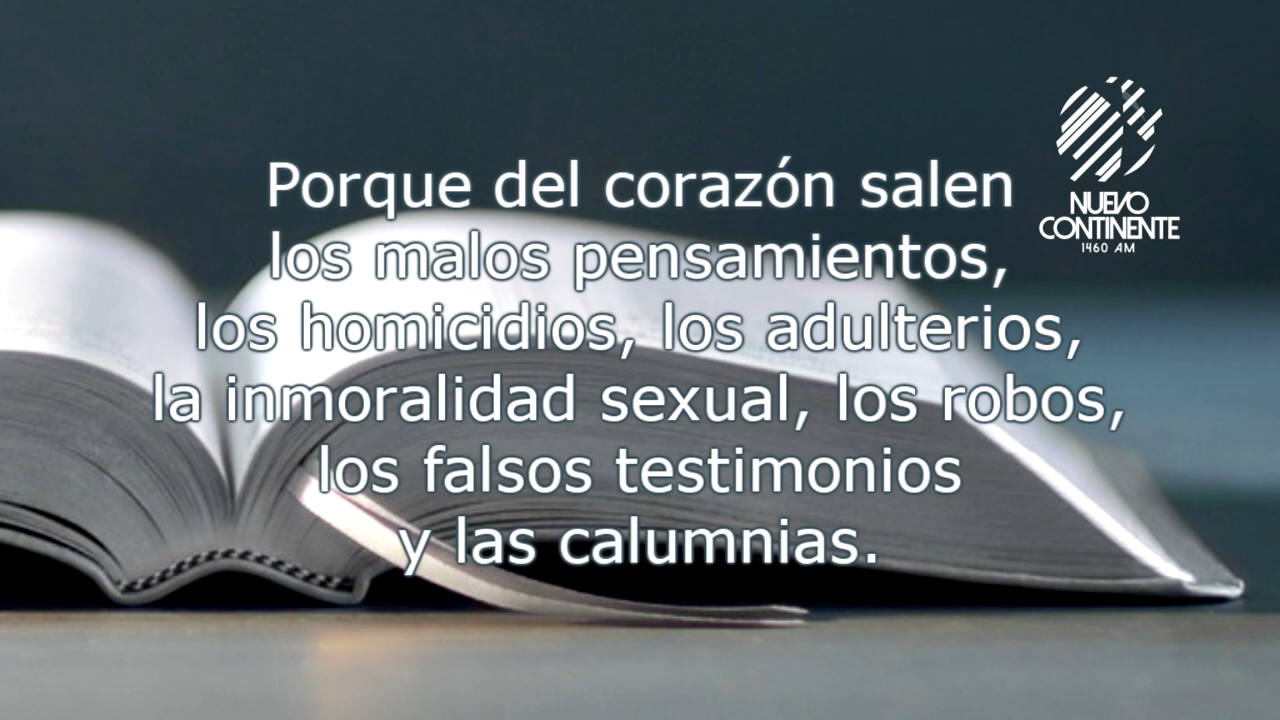 Porque del corazón salen
los malos pensamientos,
los homicidios, los adulterios,
la inmoralidad sexual, los robos,
los falsos testimonios
y las calumnias.
NUEVO
CONTINENTE
1460 AM